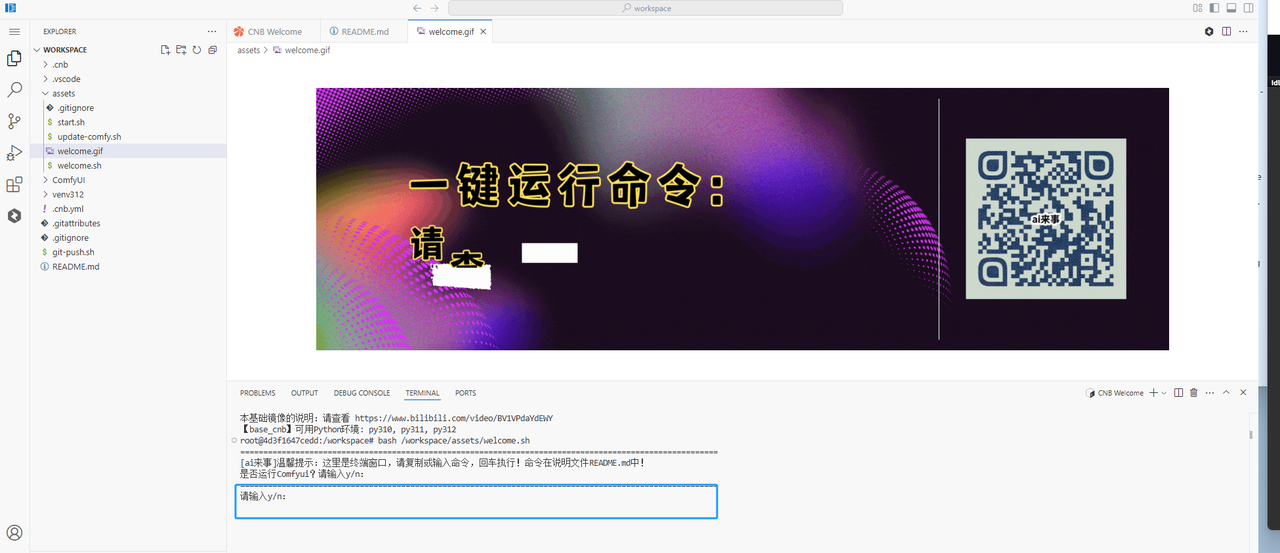 workspace
EXPLORER
WORKSPACE
.cnb
.vscode
assets
.gitignore
start.sh
update-comfy.sh
welcome.gif
welcome.sh
ComfyUI
venv312
.cnb.yml
.gitattributes
.gitignore
git-push.sh
README.md
CNB Welcome
README.md
welcome.gif
assets > welcome.gif
一键运行命令:
请
ai来事
PROBLEMS OUTPUT DEBUG CONSOLE TERMINAL PORTS
CNB Welcome
本基础镜像的说明: 请查看 https://www.bilibili.com/video/BV1VPdaYdEWY
【base_cnb】可用Python环境: py310, py311, py312
root@4d3f1647cedd:/workspace# bash /workspace/assets/welcome.sh
[ai来事]温馨提示: 这里是终端窗口, 请复制或输入命令, 回车执行! 命令在说明文件README.md中!
是否运行Comfyui? 请输入y/n:
请输入y/n: